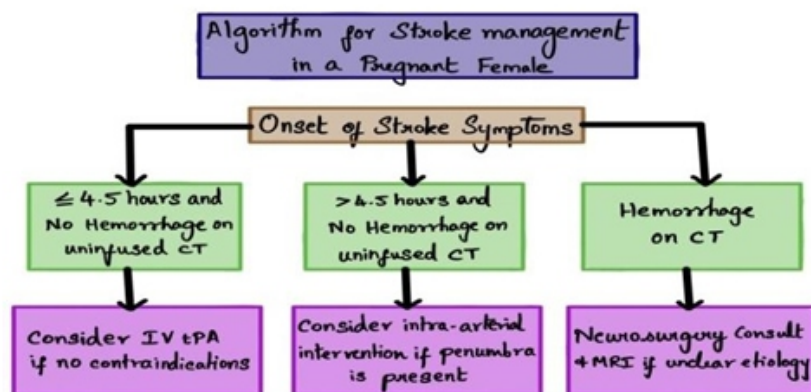 Algorithm for Stroke management
in a Pregnant Female
Onset of Stroke Symptoms
≤ 4.5 hours and
No Hemorrhage on
uninfused CT
> 4.5 hours and
No Hemorrhage on
uninfused CT
Hemorrhage
on CT
Consider IV tPA
if no contraindications
Consider intra-arterial
intervention if penumbra
is present
Neurosurgery Consult
+ MRI if unclear etiology